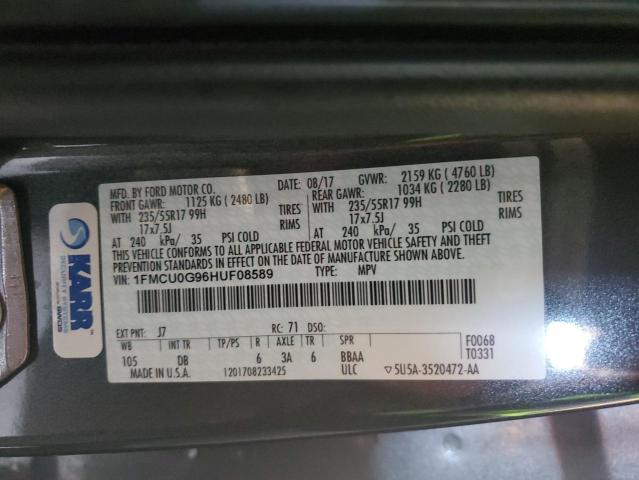 MFD. BY FORD MOTOR CO.
DATE: 08/17 GVWR: 2159 KG ( 4760 LB)
FRONT GAWR: 1125 KG ( 2480 LB) REAR GAWR: 1034 KG ( 2280 LB)
WITH 235/55R17 99H TIRES WITH 235/55R17 99H TIRES
17x7.5J RIMS 17x7.5J RIMS
AT 240 kPa/ 35 PSI COLD AT 240 kPa/ 35 PSI COLD
THIS VEHICLE CONFORMS TO ALL APPLICABLE FEDERAL MOTOR VEHICLE SAFETY AND THEFT
PREVENTION STANDARDS IN EFFECT ON THE DATE OF MANUFACTURE SHOWN ABOVE.
VIN: 1FMCU0G96HUF08589 TYPE: MPV
EXT PNT: J7 RC: 71 DSO:
WB INT TR TP/PS R AXLE TR SPR F0068
105 DB 6 3A 6 BBAA T0331
MADE IN U.S.A. 1201708233425 ULC ▽5U5A-3520472-AA
KARR
SECURITY SYSTEMS